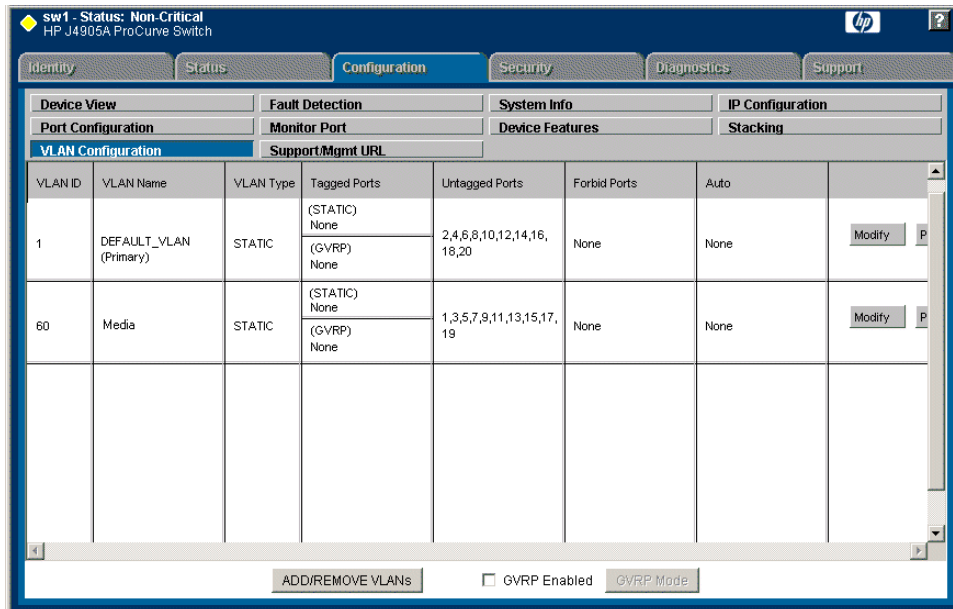 sw1 - Status: Non-Critical
HP J4905A ProCurve Switch
hp
?
Identity
Status
Configuration
Security
Diagnostics
Support
Device View
Fault Detection
System Info
IP Configuration
Port Configuration
Monitor Port
Device Features
Stacking
VLAN Configuration
Support/Mgmt URL
VLAN ID
VLAN Name
VLAN Type
Tagged Ports
Untagged Ports
Forbid Ports
Auto
1
DEFAULT_VLAN
(Primary)
STATIC
(STATIC)
None
(GVRP)
None
2,4,6,8,10,12,14,16,
18,20
None
None
Modify
P
60
Media
STATIC
(STATIC)
None
(GVRP)
None
1,3,5,7,9,11,13,15,17,
19
None
None
Modify
P
ADD/REMOVE VLANs
GVRP Enabled
GVRP Mode